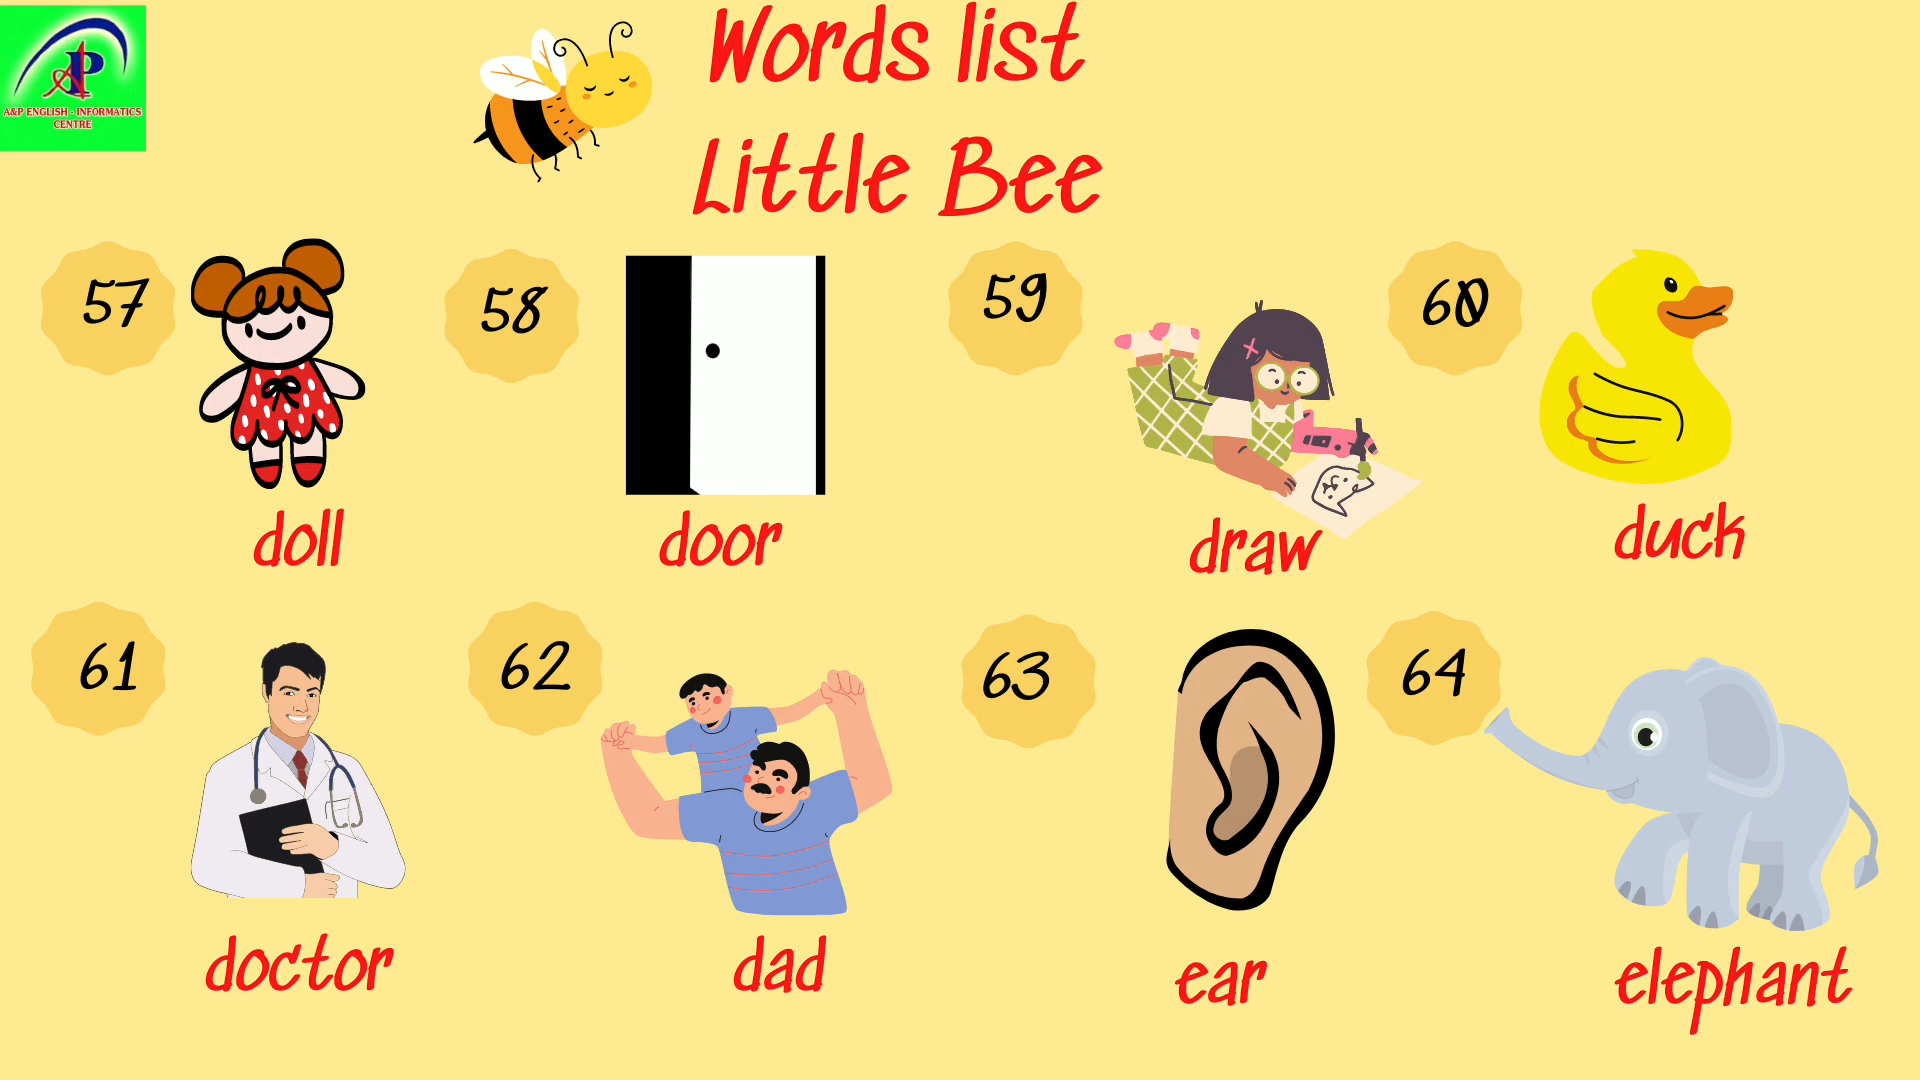 A&P ENGLISH - INFORMATICS
CENTRE
Words list
Little Bee
57
58
59
60
doll
door
draw
duck
61
62
63
64
doctor
dad
ear
elephant